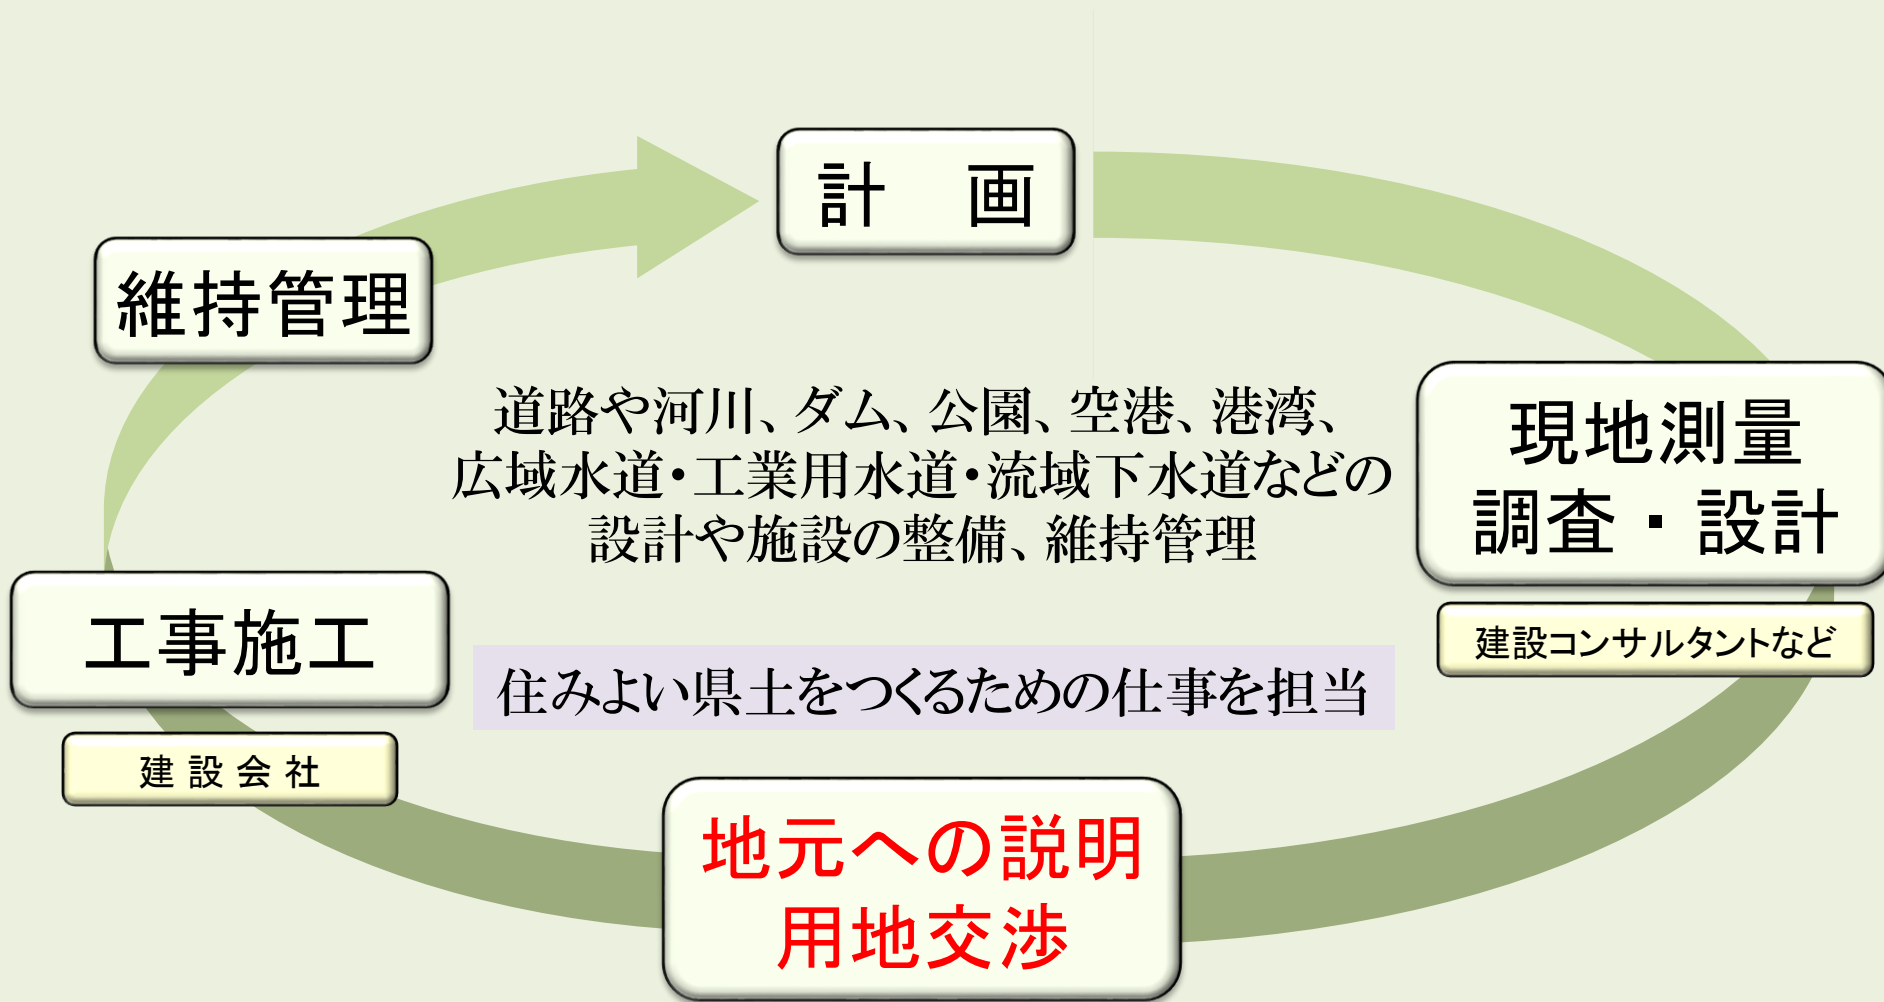 計　画
維持管理
道路や河川、ダム、公園、空港、港湾、
広域水道・工業用水道・流域下水道などの
設計や施設の整備、維持管理
現地測量
調査・設計
建設コンサルタントなど
工事施工
建設会社
住みよい県土をつくるための仕事を担当
地元への説明
用地交渉